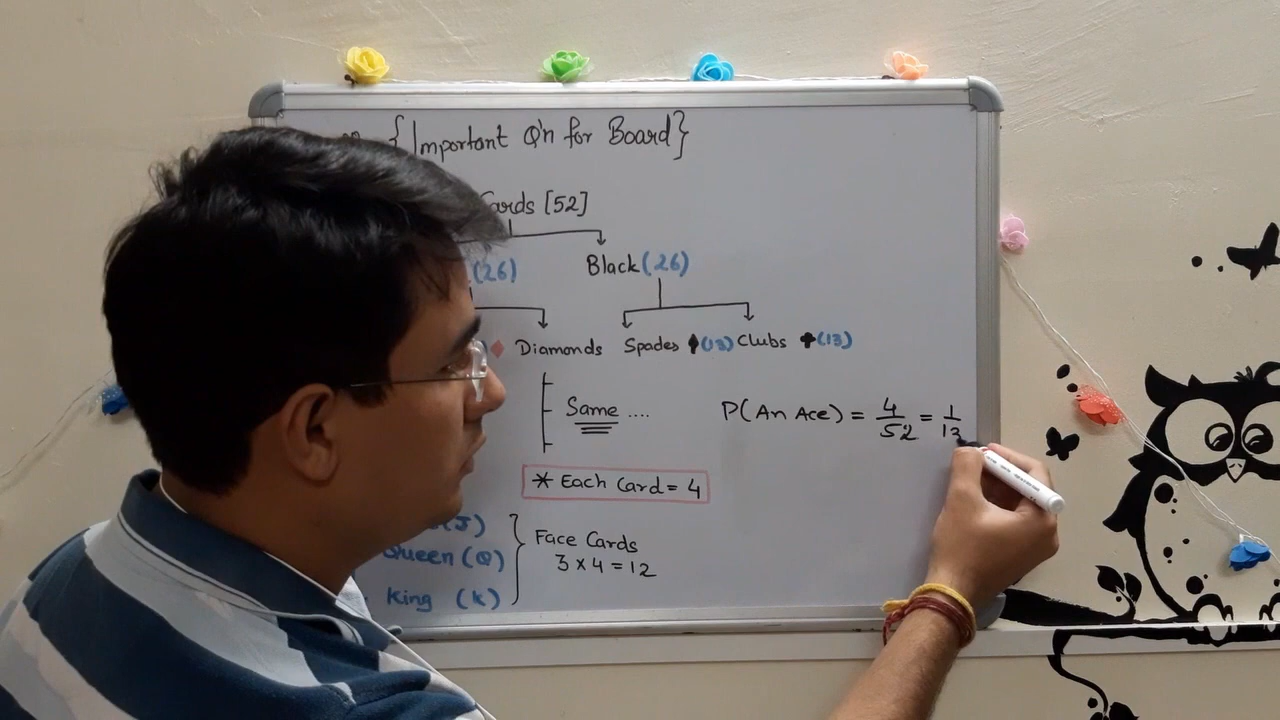 {Important Q'n for Board}
Cards [52]
(26) Black (26)
Diamonds Spades (13) Clubs (13)
Same ....
P(An Ace) = 4/52 = 1/13
* Each Card = 4
(J)
Queen (Q)
King (K)
Face Cards
3 x 4 = 12